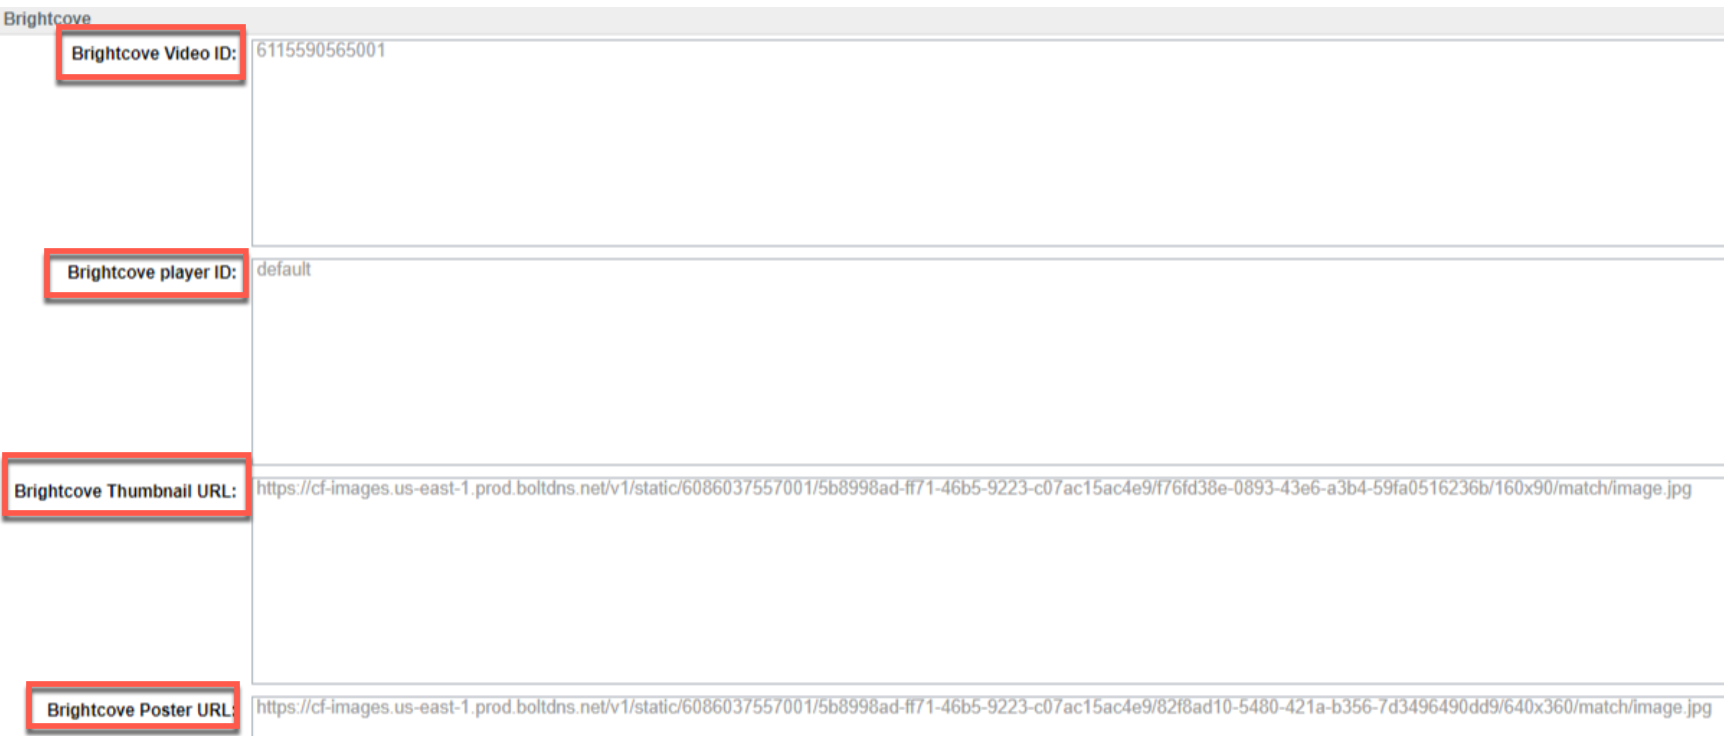 Brightcove
Brightcove Video ID: 6115590565001
Brightcove player ID: default
Brightcove Thumbnail URL: https://cf-images.us-east-1.prod.boltdns.net/v1/static/6086037557001/5b8998ad-ff71-46b5-9223-c07ac15ac4e9/f76fd38e-0893-43e6-a3b4-59fa0516236b/160x90/match/image.jpg
Brightcove Poster URL: https://cf-images.us-east-1.prod.boltdns.net/v1/static/6086037557001/5b8998ad-ff71-46b5-9223-c07ac15ac4e9/82f8ad10-5480-421a-b356-7d3496490dd9/640x360/match/image.jpg